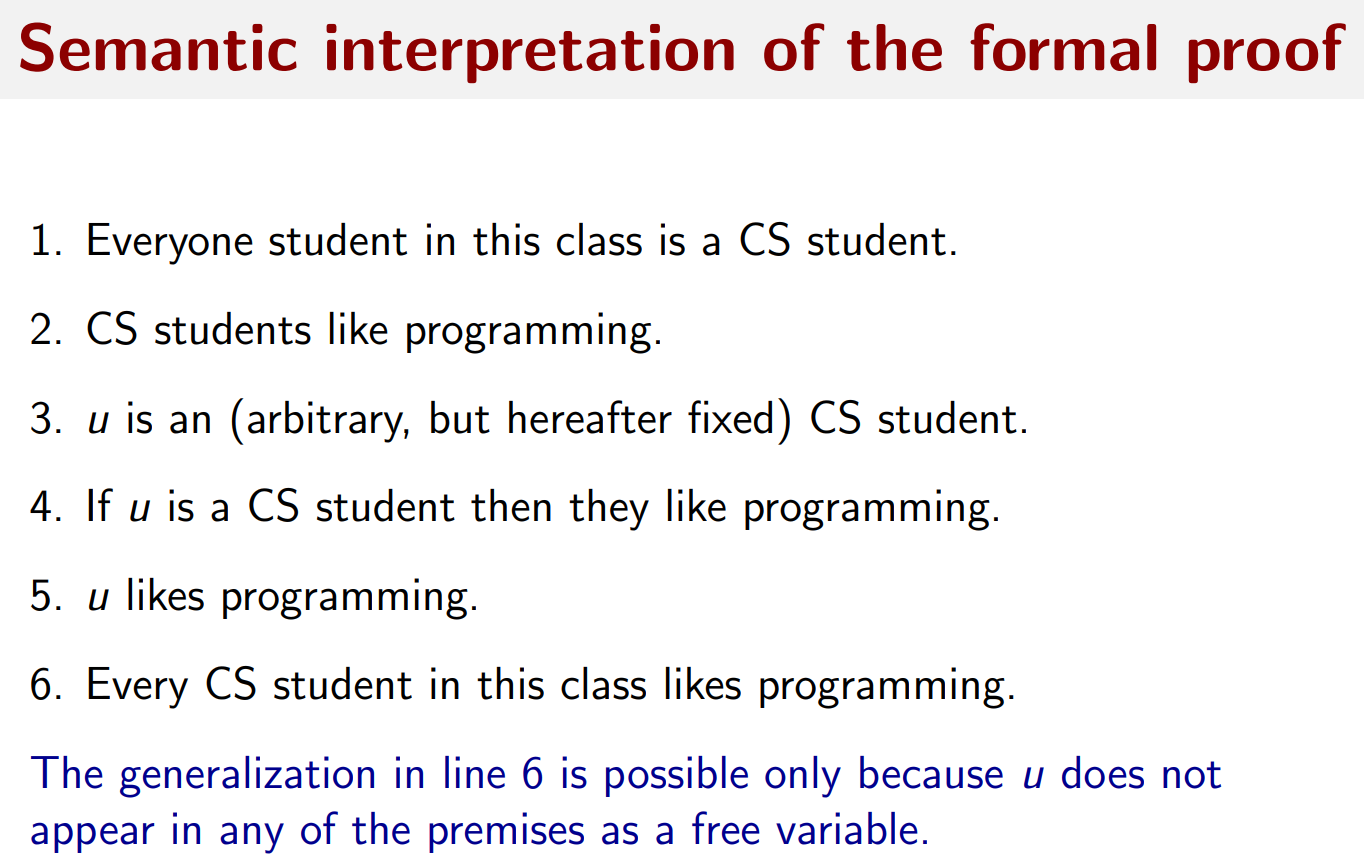 Semantic interpretation of the formal proof
1. Everyone student in this class is a CS student.
2. CS students like programming.
3. u is an (arbitrary, but hereafter fixed) CS student.
4. If u is a CS student then they like programming.
5. u likes programming.
6. Every CS student in this class likes programming.
The generalization in line 6 is possible only because u does not
appear in any of the premises as a free variable.